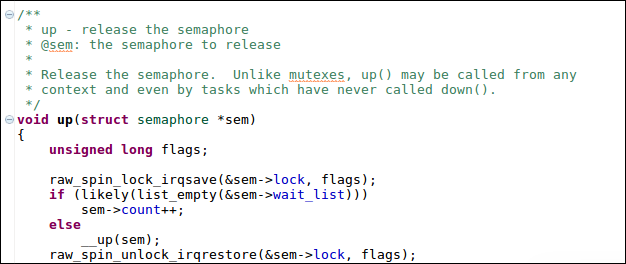 /**
 * up - release the semaphore
 * @sem: the semaphore to release
 *
 * Release the semaphore.  Unlike mutexes, up() may be called from any
 * context and even by tasks which have never called down().
 */
void up(struct semaphore *sem)
{
    unsigned long flags;

    raw_spin_lock_irqsave(&sem->lock, flags);
    if (likely(list_empty(&sem->wait_list)))
        sem->count++;
    else
        __up(sem);
    raw_spin_unlock_irqrestore(&sem->lock, flags);